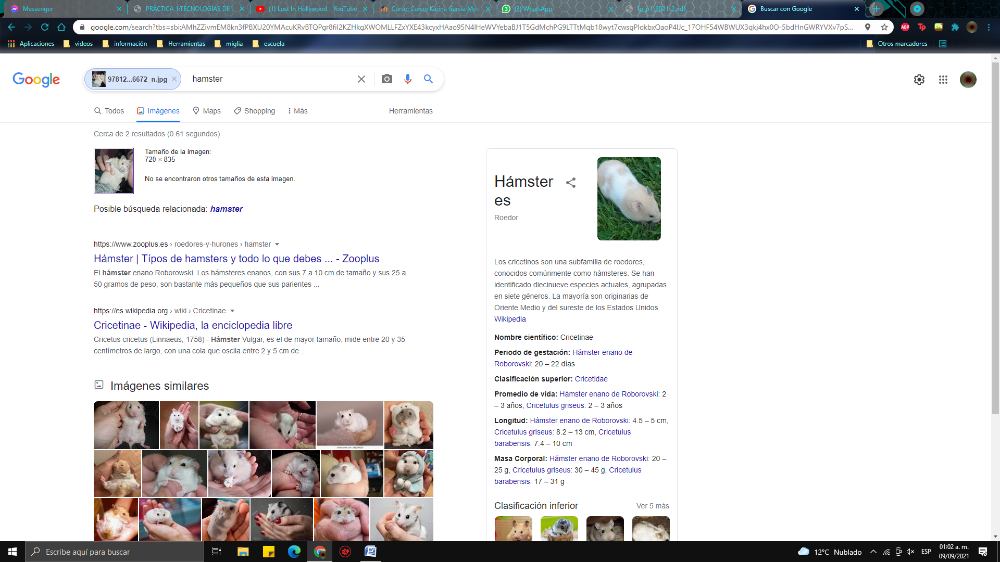 Messenger
PRÁCTICA 1:TECNOLOGÍAS DE
(1) Lost In Hollywood - YouTube
Curso: Curso: Karina Garcia Mor
(3) WhatsApp
tp_p1_2021-2.pdf
Buscar con Google
Aplicaciones
videos
información
Herramientas
miglia
escuela
Otros marcadores
Google
97812...6672_n.jpg
hamster
Todos
Imágenes
Maps
Shopping
Más
Herramientas
Cerca de 2 resultados (0.61 segundos)
Tamaño de la imagen:
720 × 835
No se encontraron otros tamaños de esta imagen.
Posible búsqueda relacionada: hamster
https://www.zooplus.es › roedores-y-hurones › hamster
Hámster | Típos de hamsters y todo lo que debes ... - Zooplus
El hámster enano Roborowski. Los hámsteres enanos, con sus 7 a 10 cm de tamaño y sus 25 a
50 gramos de peso, son bastante más pequeños que sus parientes ...
https://es.wikipedia.org › wiki › Cricetinae
Cricetinae - Wikipedia, la enciclopedia libre
Cricetus cricetus (Linnaeus, 1758) - Hámster Vulgar, es el de mayor tamaño, mide entre 20 y 35
centímetros de largo, con una cola que oscila entre 2 y 5 cm de ...
Imágenes similares
Hámster
es
Roedor
Los cricetinos son una subfamilia de roedores,
conocidos comúnmente como hámsteres. Se han
identificado diecinueve especies actuales, agrupadas
en siete géneros. La mayoría son originarias de
Oriente Medio y del sureste de los Estados Unidos.
Wikipedia
Nombre científico: Cricetinae
Periodo de gestación: Hámster enano de
Roborovski: 20 – 22 días
Clasificación superior: Cricetidae
Promedio de vida: Hámster enano de Roborovski: 2
– 3 años, Cricetulus griseus: 2 – 3 años
Longitud: Hámster enano de Roborovski: 4.5 – 5 cm,
Cricetulus griseus: 8.2 – 13 cm, Cricetulus
barabensis: 7.4 – 10 cm
Masa Corporal: Hámster enano de Roborovski: 20 –
25 g, Cricetulus griseus: 30 – 45 g, Cricetulus
barabensis: 17 – 31 g
Clasificación inferior
Ver 5 más
Escribe aquí para buscar
12°C Nublado
ESP
01:02 a. m.
09/09/2021